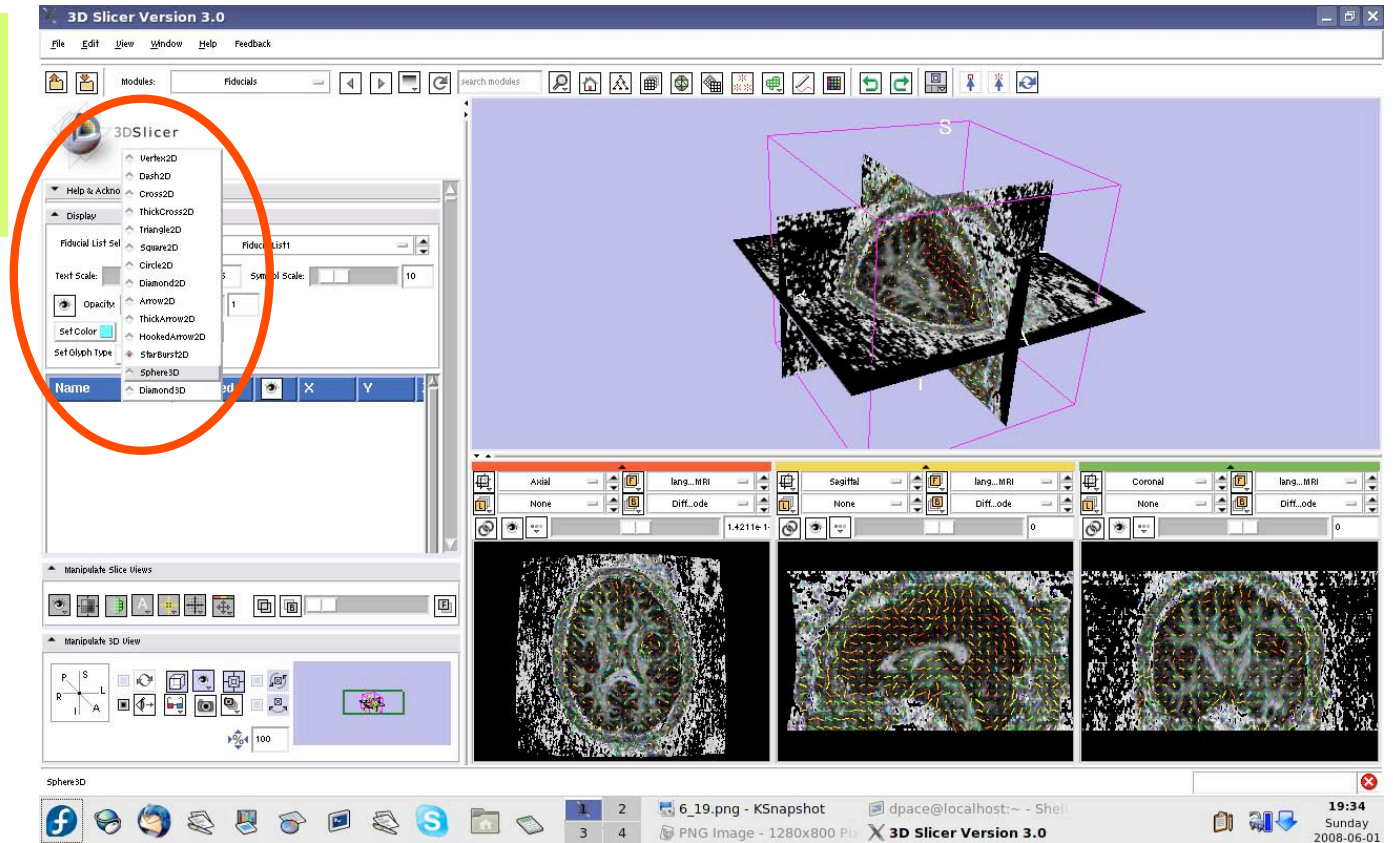 3D Slicer Version 3.0
File Edit View Window Help Feedback
Modules: Fiducials search modules
3DSlicer
Vertex2D
Dash2D
Help & Ackno
Cross2D
ThickCross2D
Display
Triangle2D
Fiducial List Sel
Square2D
FiducialList1
Circle2D
Text Scale:
Symbol Scale: 10
Diamond2D
Opacity:
Arrow2D
1
ThickArrow2D
Set Color
HookedArrow2D
Set Glyph Type
StarBurst2D
Sphere3D
Name
ed X Y
Diamond3D
S
A
I
Axial lang...MRI
None Diff...ode
1.4211e-1
Sagittal lang...MRI
None Diff...ode
0
Coronal lang...MRI
None Diff...ode
0
Manipulate Slice Views
Manipulate 3D View
P S
R L
I A
100
Sphere3D
1 2
3 4
6_19.png - KSnapshot
dpace@localhost:~ - Shell
PNG Image - 1280x800 Pi
3D Slicer Version 3.0
19:34
Sunday
2008-06-01